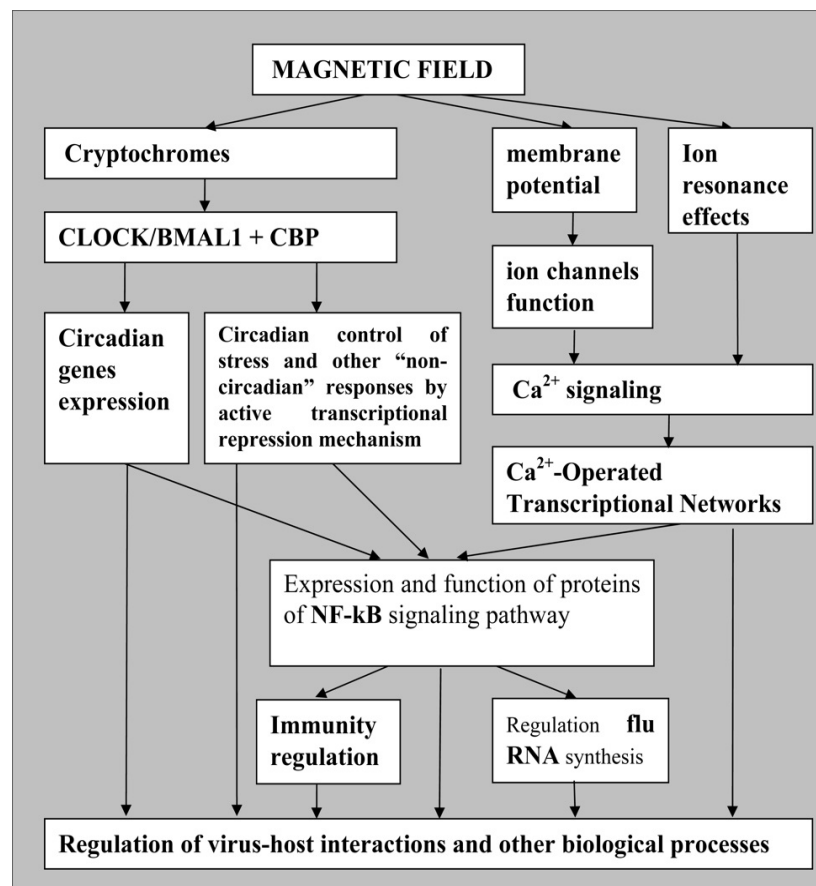 MAGNETIC FIELD
Cryptochromes
membrane
potential
Ion
resonance
effects
CLOCK/BMAL1 + CBP
ion channels
function
Circadian
genes
expression
Circadian control of
stress and other “non-
circadian” responses by
active transcriptional
repression mechanism
Ca²⁺ signaling
Ca²⁺-Operated
Transcriptional Networks
Expression and function of proteins
of NF-kB signaling pathway
Immunity
regulation
Regulation flu
RNA synthesis
Regulation of virus-host interactions and other biological processes